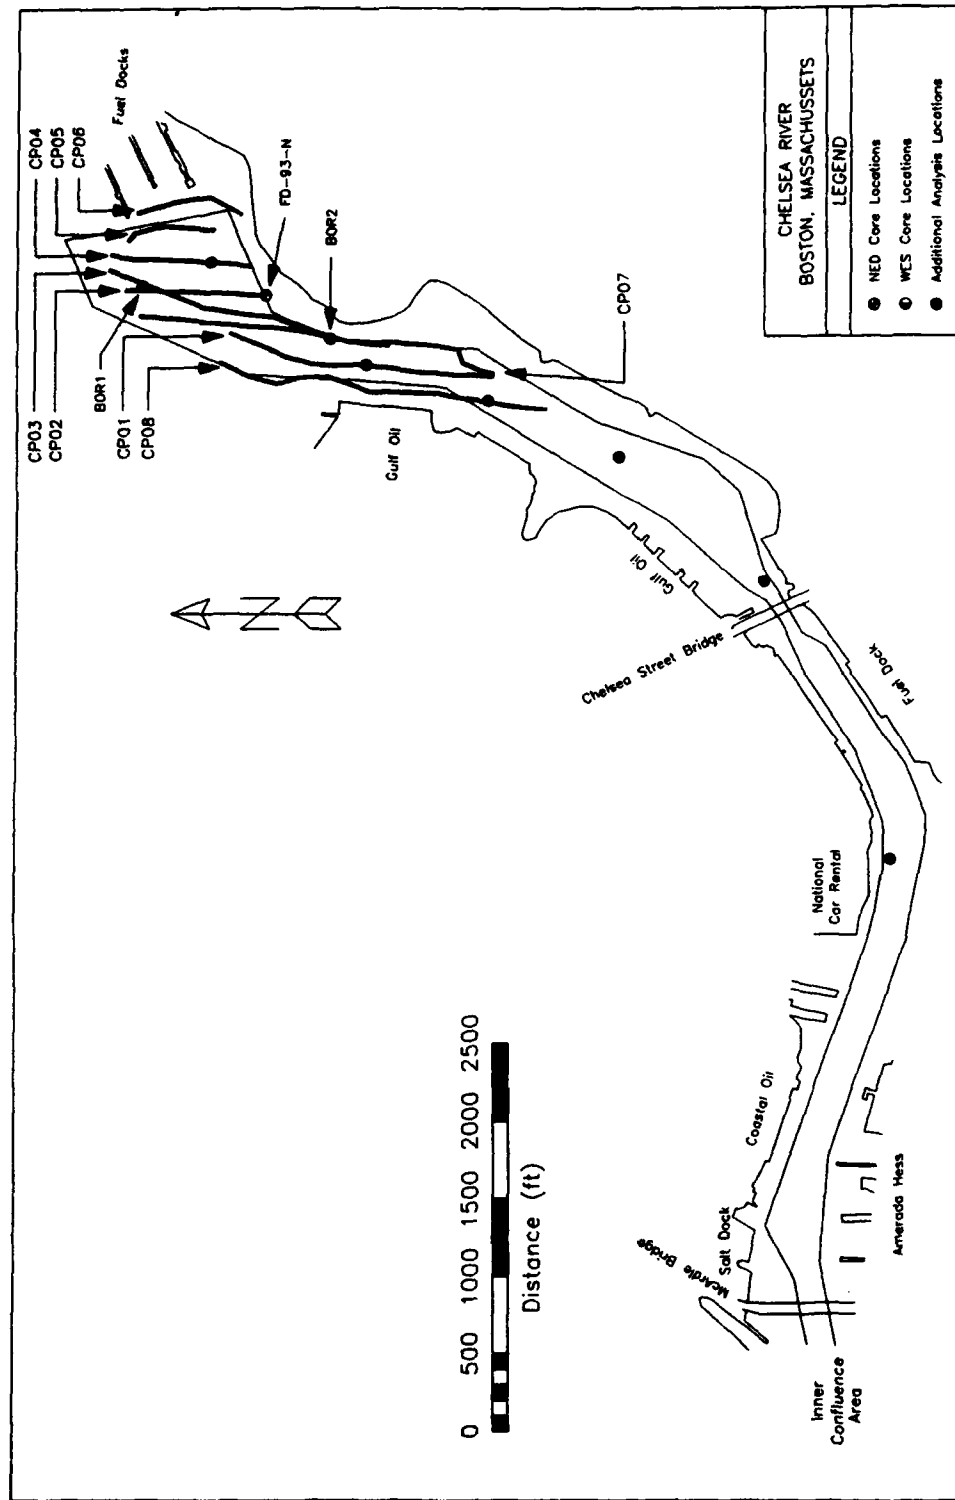 CP04
CP05
CP06
Fuel Docks
CP03
CP02
BOR1
CP01
CP08
FD-93-N
BOR2
CP07
Gulf Oil
Gulf Oil
N
Chelsea Street Bridge
Fuel Dock
National
Car Rental
Coastal Oil
Salt Dock
McArdle Bridge
Amerada Hess
Inner
Confluence
Area
0 500 1000 1500 2000 2500
Distance (ft)
CHELSEA RIVER
BOSTON, MASSACHUSSETS
LEGEND
NED Core Locations
WES Core Locations
Additional Analysis Locations